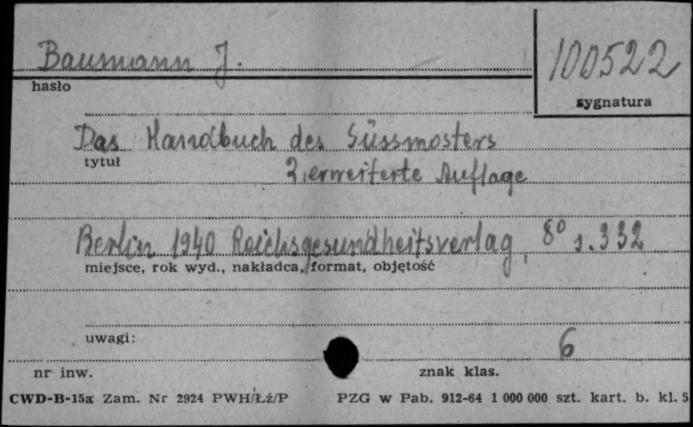 Baumann J.
100522
hasło
sygnatura
Das Handbuch des Süssmosters
tytuł
2. erweiterte Auflage
Berlin 1940 Reichsgesundheitsverlag, 8° s. 332
miejsce, rok wyd., nakładca, format, objętość
uwagi:
6
nr inw.
znak klas.
CWD-B-15a Zam. Nr 2924 PWH/Łź/P
PZG w Pab. 912-64 1 000 000 szt. kart. b. kl. 5